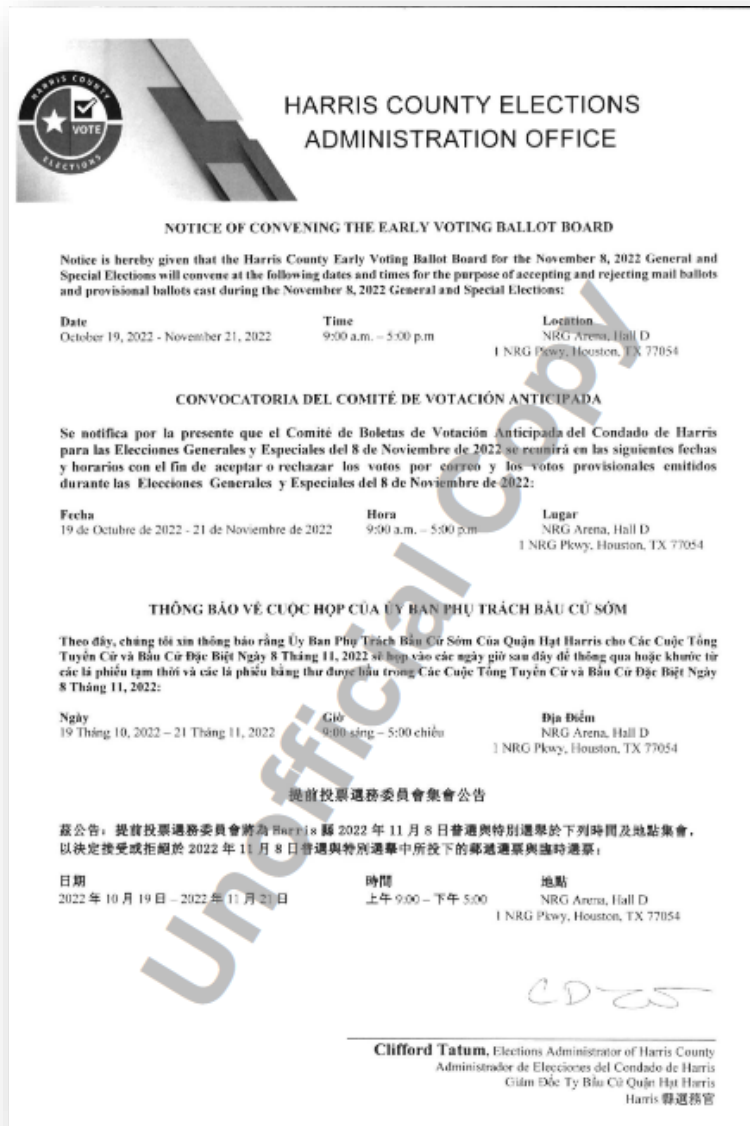 HARRIS COUNTY
VOTE
ELECTIONS
HARRIS COUNTY ELECTIONS
ADMINISTRATION OFFICE
NOTICE OF CONVENING THE EARLY VOTING BALLOT BOARD
Notice is hereby given that the Harris County Early Voting Ballot Board for the November 8, 2022 General and
Special Elections will convene at the following dates and times for the purpose of accepting and rejecting mail ballots
and provisional ballots cast during the November 8, 2022 General and Special Elections:
Date Time Location
October 19, 2022 - November 21, 2022 9:00 a.m. – 5:00 p.m NRG Arena, Hall D
1 NRG Pkwy, Houston, TX 77054
CONVOCATORIA DEL COMITÉ DE VOTACIÓN ANTICIPADA
Se notifica por la presente que el Comité de Boletas de Votación Anticipada del Condado de Harris
para las Elecciones Generales y Especiales del 8 de Noviembre de 2022 se reunirá en las siguientes fechas
y horarios con el fin de aceptar o rechazar los votos por correo y los votos provisionales emitidos
durante las Elecciones Generales y Especiales del 8 de Noviembre de 2022:
Fecha Hora Lugar
19 de Octubre de 2022 - 21 de Noviembre de 2022 9:00 a.m. – 5:00 p.m NRG Arena, Hall D
1 NRG Pkwy, Houston, TX 77054
THÔNG BÁO VỀ CUỘC HỌP CỦA ỦY BAN PHỤ TRÁCH BẦU CỬ SỚM
Theo đây, chúng tôi xin thông báo rằng Ủy Ban Phụ Trách Bầu Cử Sớm Của Quận Hạt Harris cho Các Cuộc Tổng
Tuyển Cử và Bầu Cử Đặc Biệt Ngày 8 Tháng 11, 2022 sẽ họp vào các ngày giờ sau đây để thông qua hoặc khước từ
các lá phiếu tạm thời và các lá phiếu bằng thư được bầu trong Các Cuộc Tổng Tuyển Cử và Bầu Cử Đặc Biệt Ngày
8 Tháng 11, 2022:
Ngày Giờ Địa Điểm
19 Tháng 10, 2022 – 21 Tháng 11, 2022 9:00 sáng – 5:00 chiều NRG Arena, Hall D
1 NRG Pkwy, Houston, TX 77054
提前投票選務委員會集會公告
茲公告：提前投票選務委員會將為 Harris 縣 2022 年 11 月 8 日普選與特別選舉於下列時間及地點集會，
以決定接受或拒絕於 2022 年 11 月 8 日普選與特別選舉中所投下的郵遞選票與臨時選票：
日期 時間 地點
2022 年 10 月 19 日 – 2022 年 11 月 21 日 上午 9:00 – 下午 5:00 NRG Arena, Hall D
1 NRG Pkwy, Houston, TX 77054
Unofficial Copy
Clifford Tatum, Elections Administrator of Harris County
Administrador de Elecciones del Condado de Harris
Giám Đốc Ty Bầu Cử Quận Hạt Harris
Harris 縣選務官